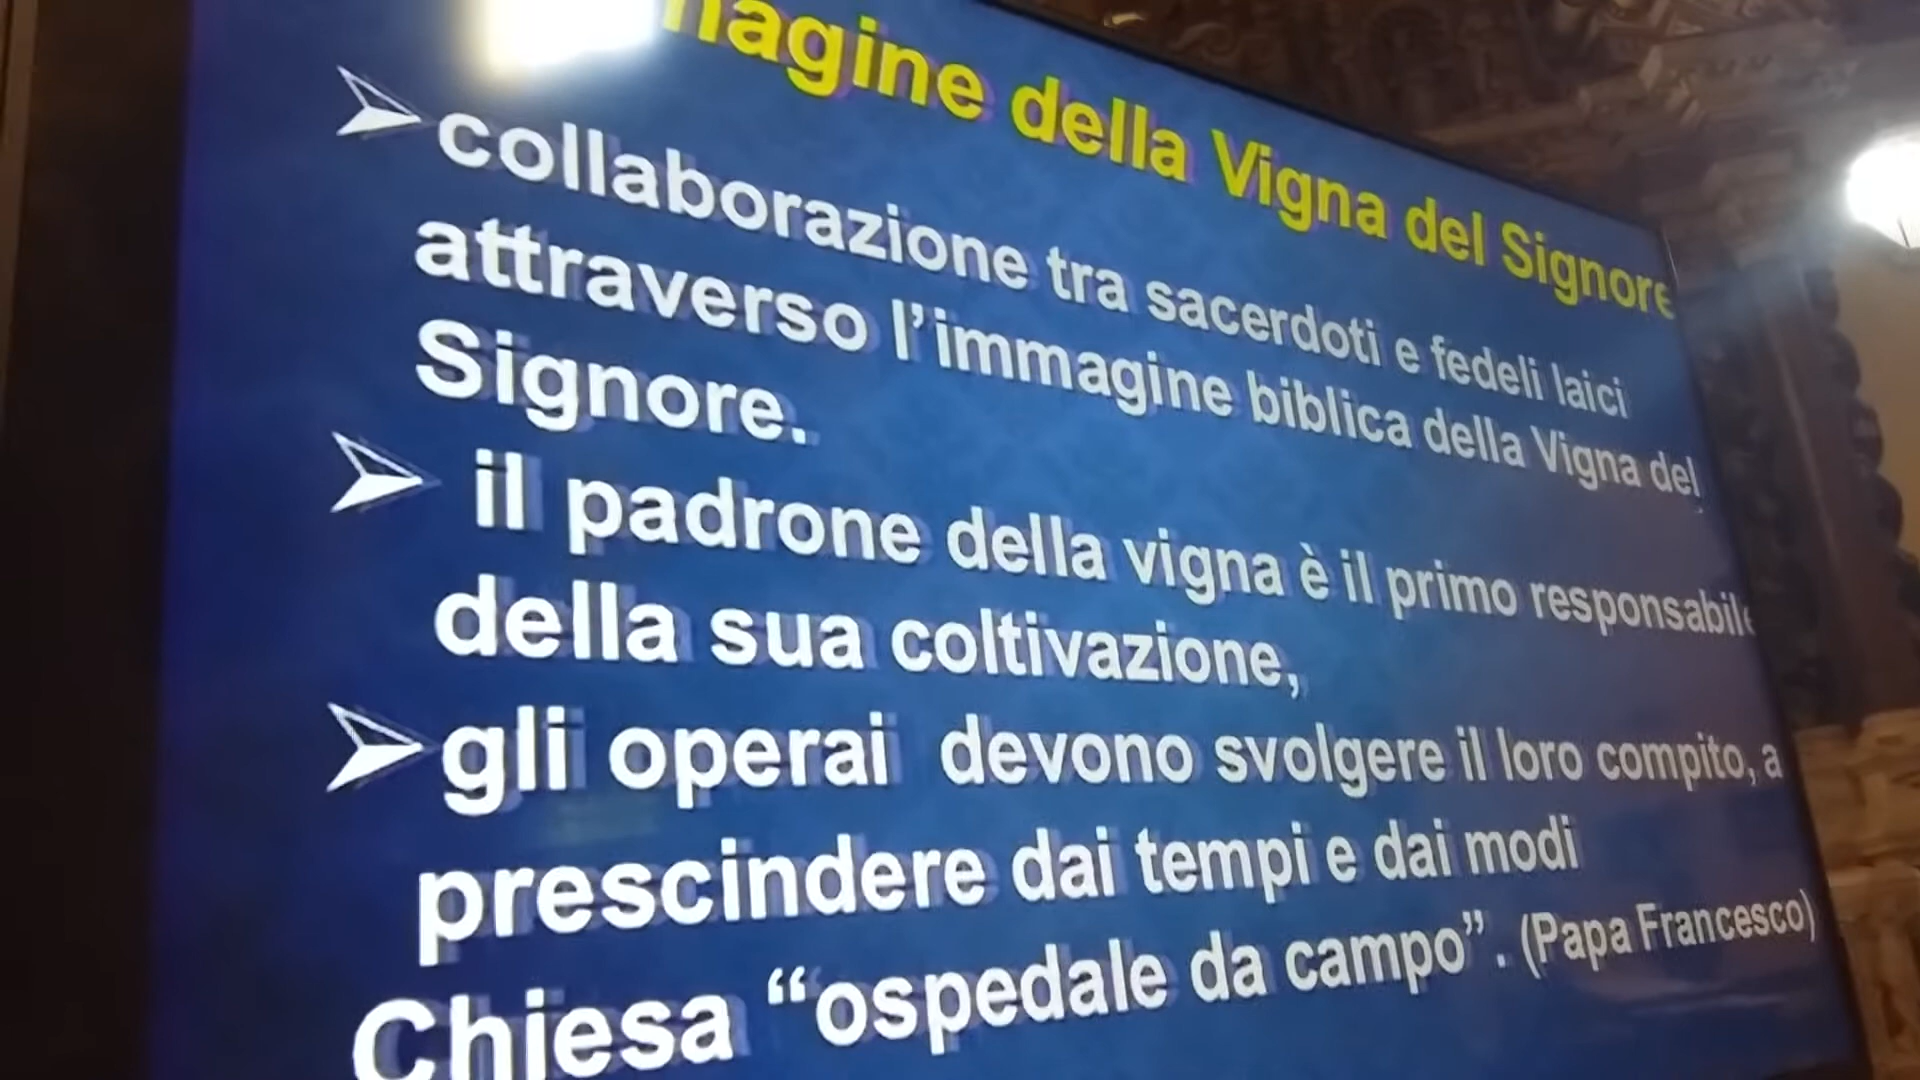 magine della Vigna del Signore
collaborazione tra sacerdoti e fedeli laici
attraverso l’immagine biblica della Vigna del
Signore.
il padrone della vigna è il primo responsabile
della sua coltivazione,
gli operai devono svolgere il loro compito, a
prescindere dai tempi e dai modi
Chiesa “ospedale da campo”. (Papa Francesco)